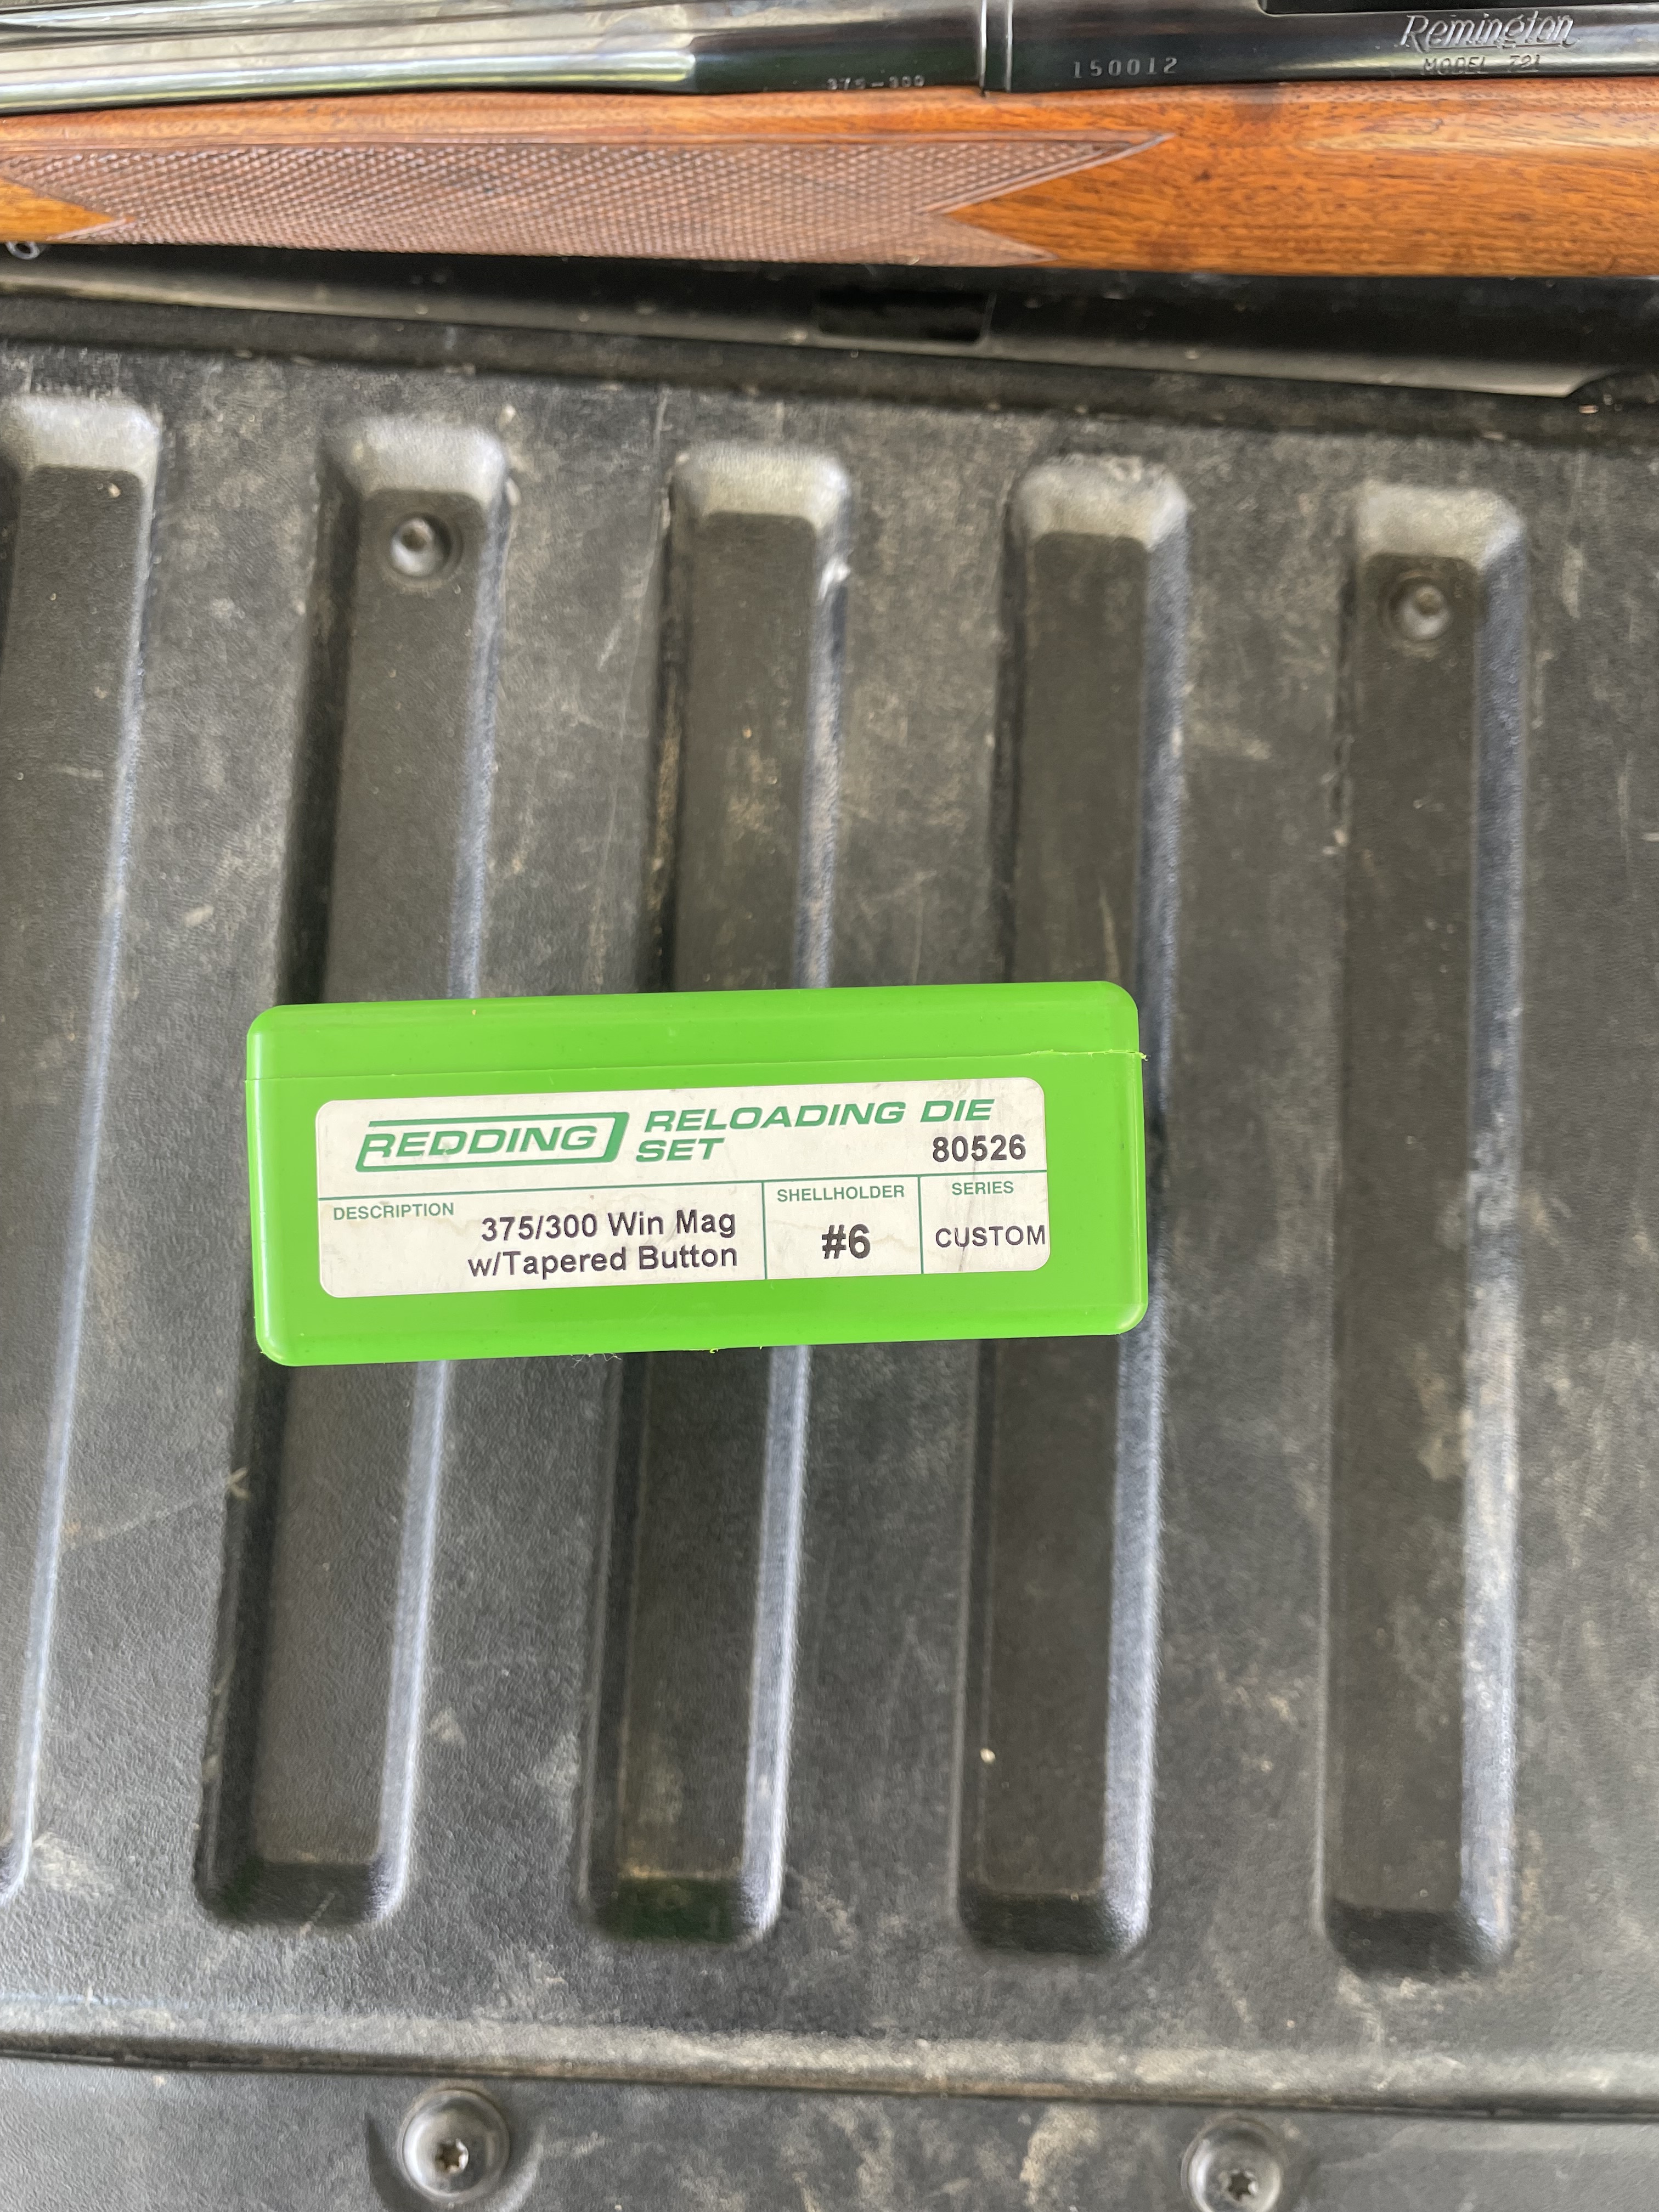 Remington
MODEL 721
150012
375-300
REDDING RELOADING DIE
SET
80526
DESCRIPTION
375/300 Win Mag
w/Tapered Button
SHELLHOLDER
#6
SERIES
CUSTOM